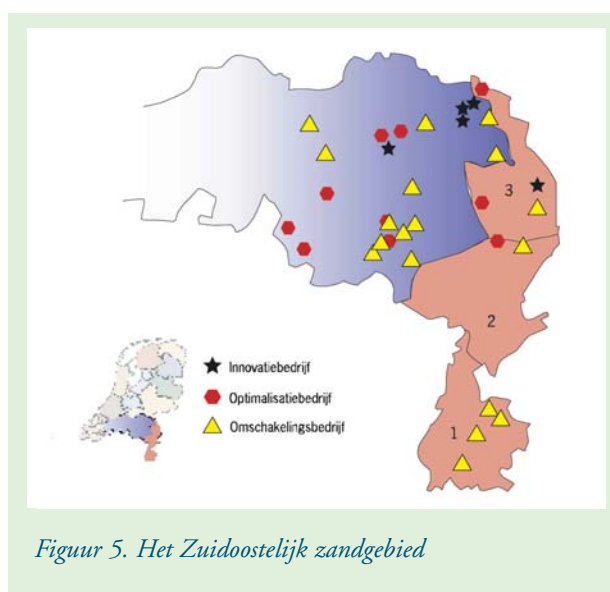 3
2
1
Innovatiebedrijf
Optimalisatiebedrijf
Omschakelingsbedrijf
Figuur 5. Het Zuidoostelijk zandgebied